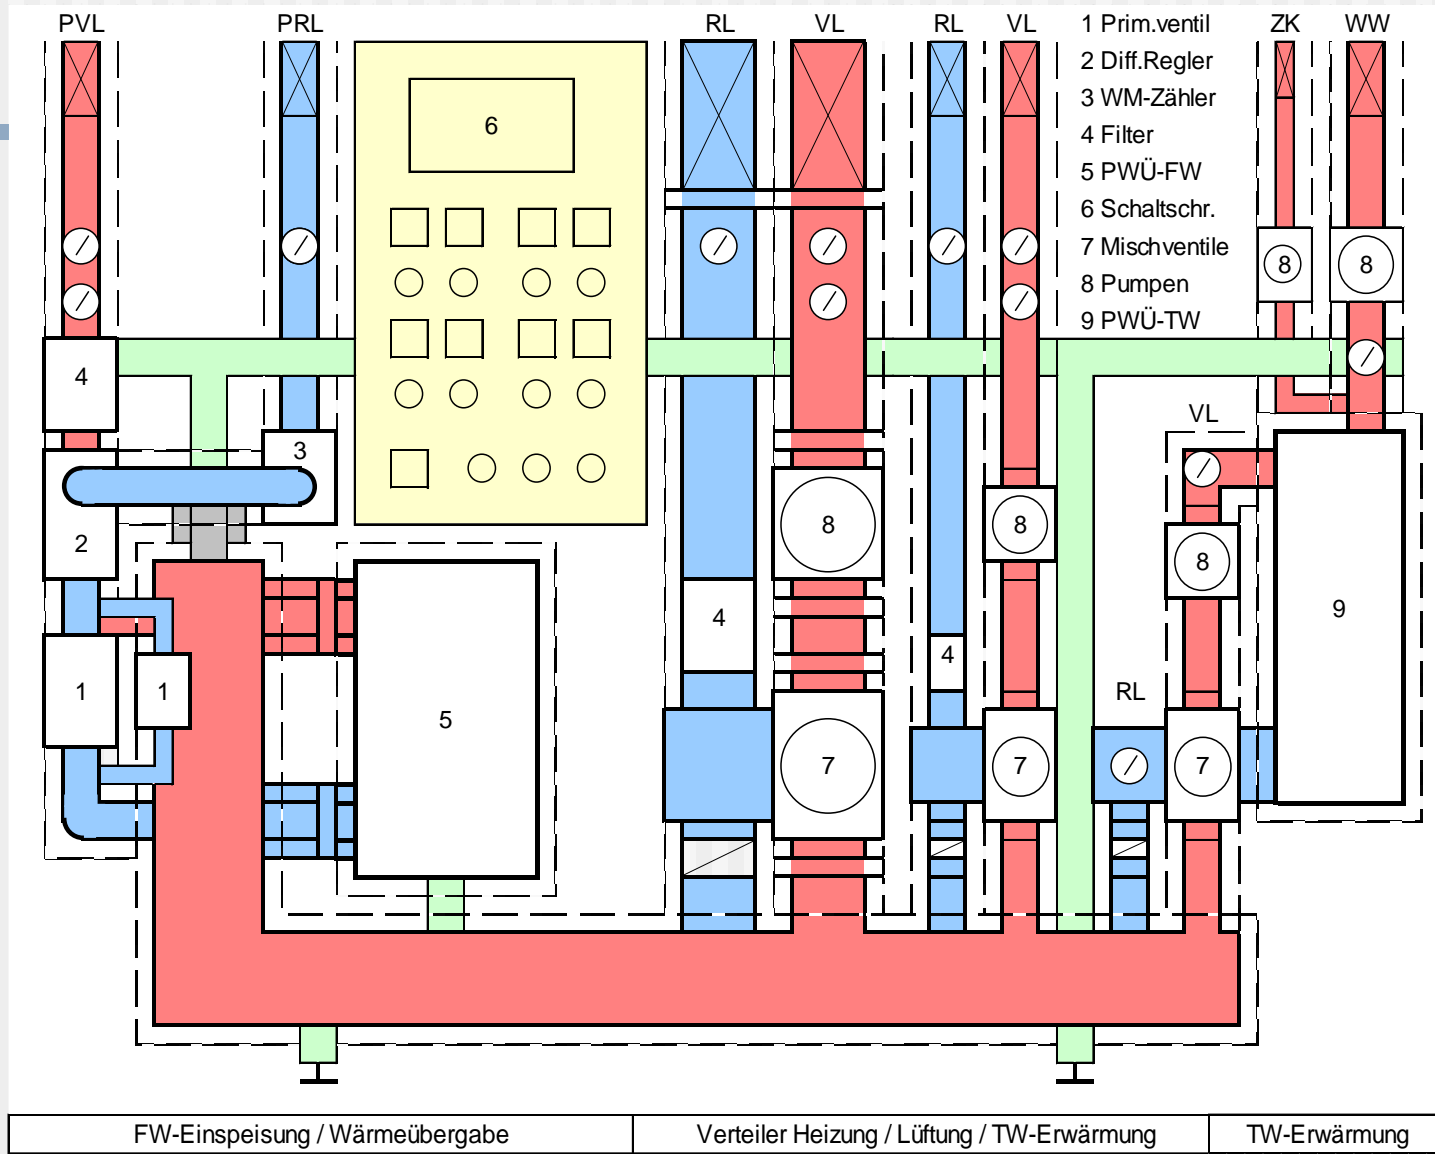 PVL PRL RL VL RL VL ZK WW
1 Prim.ventil
2 Diff.Regler
3 WM-Zähler
4 Filter
5 PWÜ-FW
6 Schaltschr.
7 Mischventile
8 Pumpen
9 PWÜ-TW
6
8 8
4
VL
3
8 8
2
8
9
4
4
1 1
RL
5
7 7 7
FW-Einspeisung / Wärmeübergabe
Verteiler Heizung / Lüftung / TW-Erwärmung
TW-Erwärmung